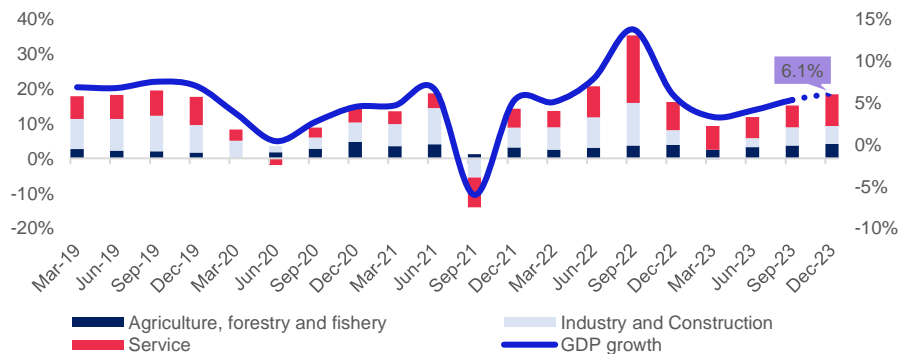 40%
30%
20%
10%
0%
-10%
-20%
15%
10%
5%
0%
-5%
-10%
6.1%
Mar-19
Jun-19
Sep-19
Dec-19
Mar-20
Jun-20
Sep-20
Dec-20
Mar-21
Jun-21
Sep-21
Dec-21
Mar-22
Jun-22
Sep-22
Dec-22
Mar-23
Jun-23
Sep-23
Dec-23
Agriculture, forestry and fishery
Industry and Construction
Service
GDP growth